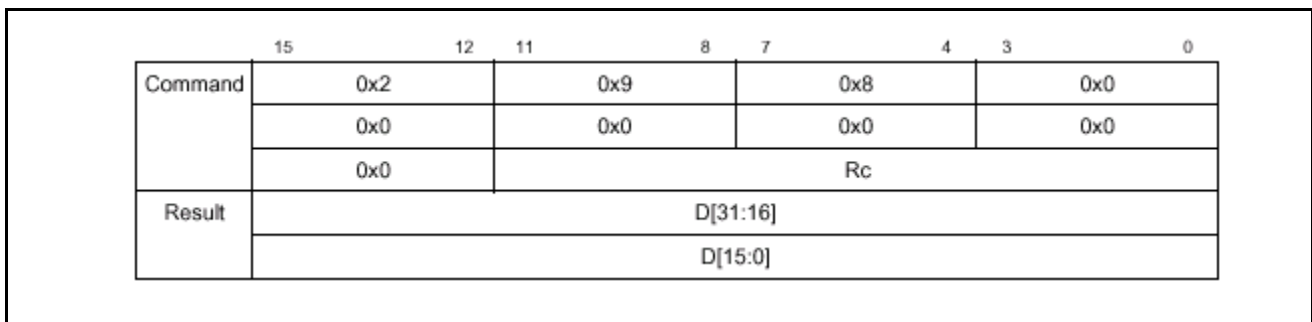 15 12 11 8 7 4 3 0
Command 0x2 0x9 0x8 0x0
0x0 0x0 0x0 0x0
0x0 Rc
Result D[31:16]
D[15:0]